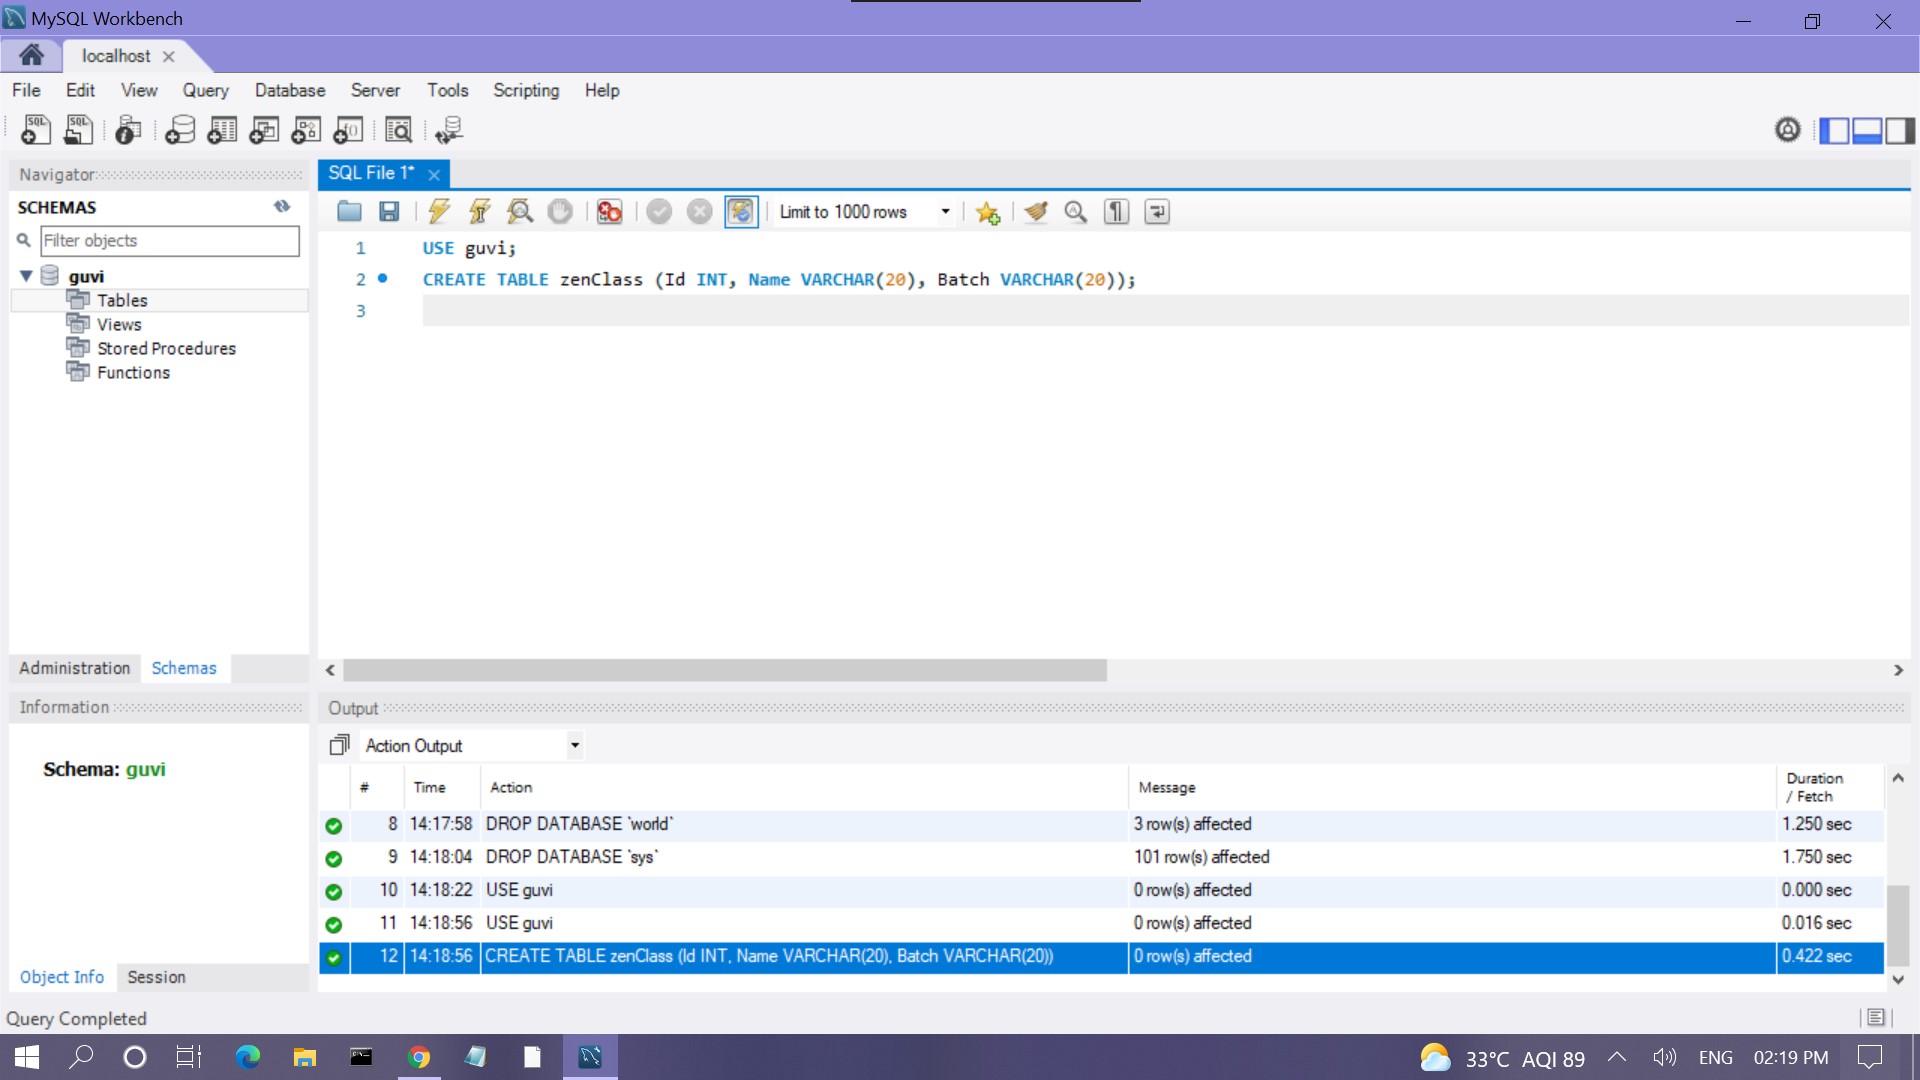 MySQL Workbench
localhost
File Edit View Query Database Server Tools Scripting Help
Navigator
SCHEMAS
Filter objects
guvi
Tables
Views
Stored Procedures
Functions
Administration Schemas
Information
Schema: guvi
Object Info Session
SQL File 1*
Limit to 1000 rows
1 USE guvi;
2 CREATE TABLE zenClass (Id INT, Name VARCHAR(20), Batch VARCHAR(20));
3
Output
Action Output
# Time Action Message Duration / Fetch
8 14:17:58 DROP DATABASE `world` 3 row(s) affected 1.250 sec
9 14:18:04 DROP DATABASE `sys` 101 row(s) affected 1.750 sec
10 14:18:22 USE guvi 0 row(s) affected 0.000 sec
11 14:18:56 USE guvi 0 row(s) affected 0.016 sec
12 14:18:56 CREATE TABLE zenClass (Id INT, Name VARCHAR(20), Batch VARCHAR(20)) 0 row(s) affected 0.422 sec
Query Completed
33°C AQI 89 ENG 02:19 PM